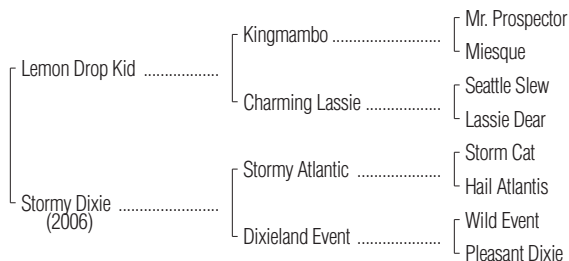 Mr. Prospector
Kingmambo ....................
Miesque
Lemon Drop Kid ..............
Seattle Slew
Charming Lassie ..............
Lassie Dear
Storm Cat
Stormy Atlantic ................
Hail Atlantis
Stormy Dixie ...................
(2006)
Wild Event
Dixieland Event ................
Pleasant Dixie